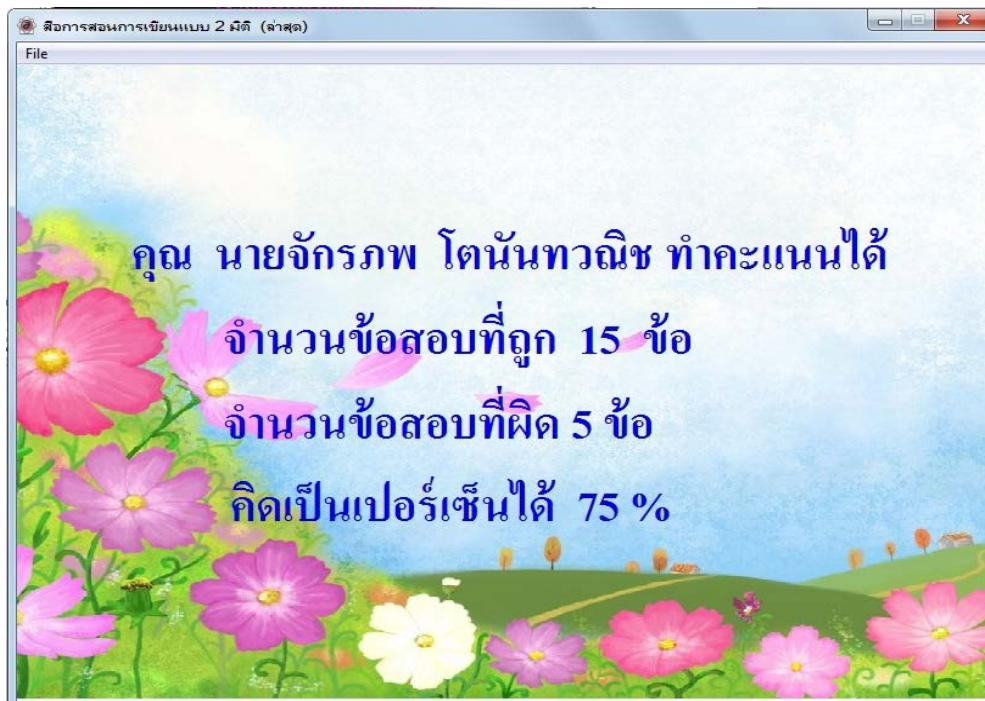 สื่อการสอนการเขียนแบบ 2 มิติ (ล่าสุด)
File
คุณ นายจักรภพ โตนันทวณิช ทำคะแนนได้
จำนวนข้อสอบที่ถูก 15 ข้อ
จำนวนข้อสอบที่ผิด 5 ข้อ
คิดเป็นเปอร์เซ็นได้ 75 %